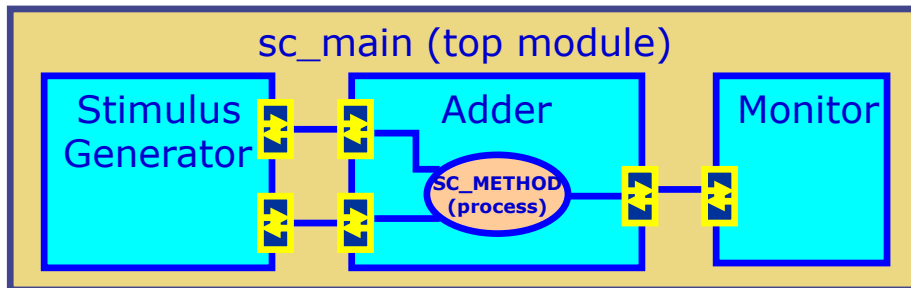 sc_main (top module)
Stimulus
Generator
Adder
Monitor
SC_METHOD
(process)